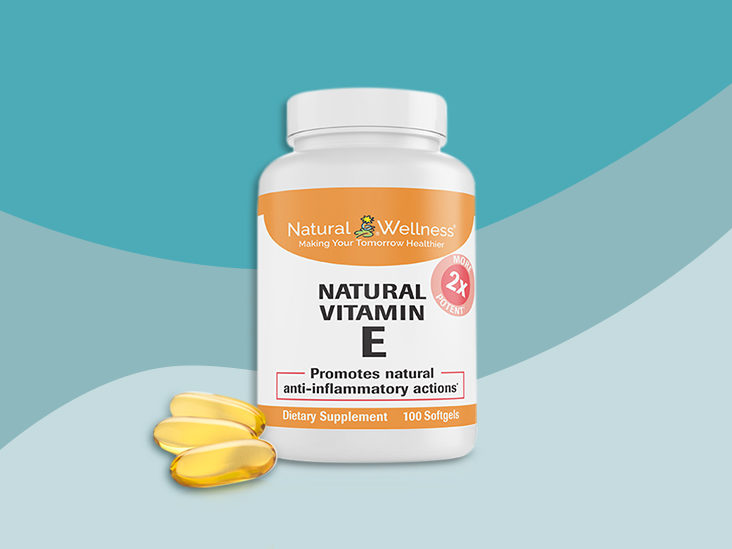 Natural Wellness®
Making Your Tomorrow Healthier
MORE
2x
POTENT
NATURAL
VITAMIN
E
Promotes natural
anti-inflammatory actions*
Dietary Supplement 100 Softgels